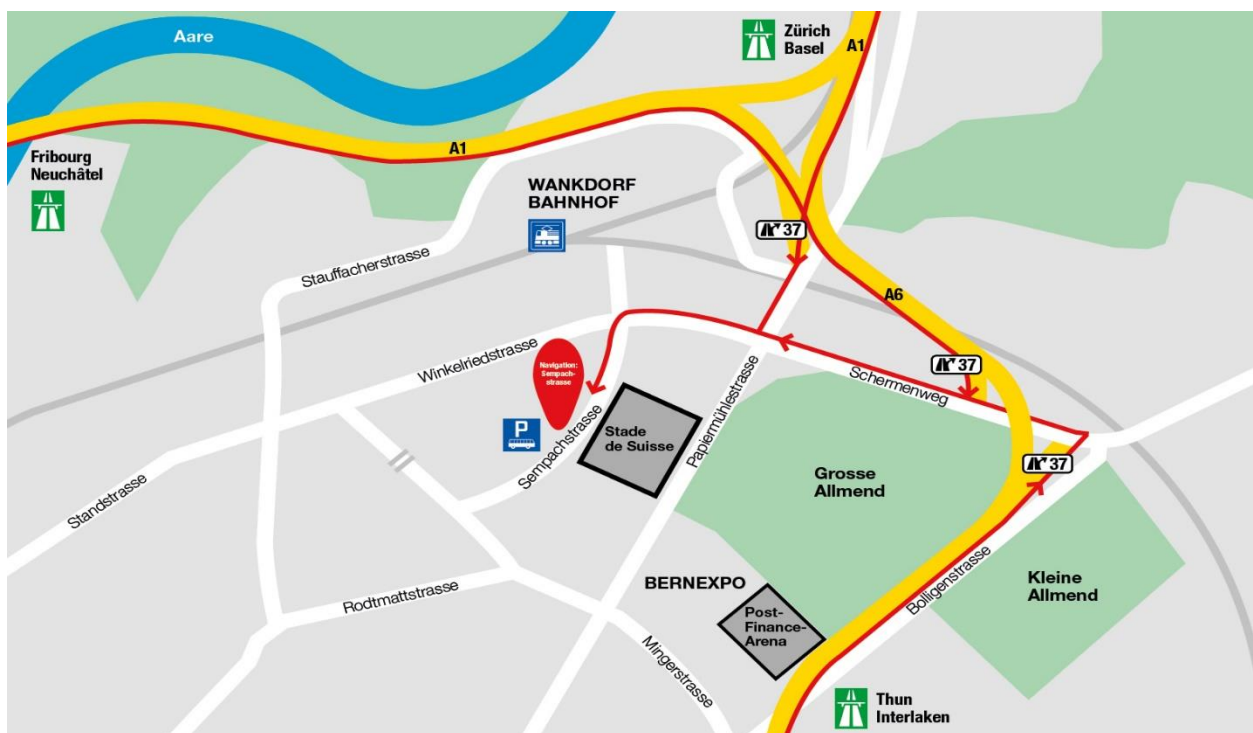 Aare
Zürich
Basel
A1
A1
Fribourg
Neuchâtel
WANKDORF
BAHNHOF
37
Stauffacherstrasse
A6
Winkelriedstrasse
Navigation:
Sempach-
strasse
37
Schermenweg
P
Stade
de Suisse
Papiermühlestrasse
Sempachstrasse
37
Grosse
Allmend
Standstrasse
Bolligenstrasse
Kleine
Allmend
BERNEXPO
Rodtmattstrasse
Post-
Finance-
Arena
Mingerstrasse
Thun
Interlaken